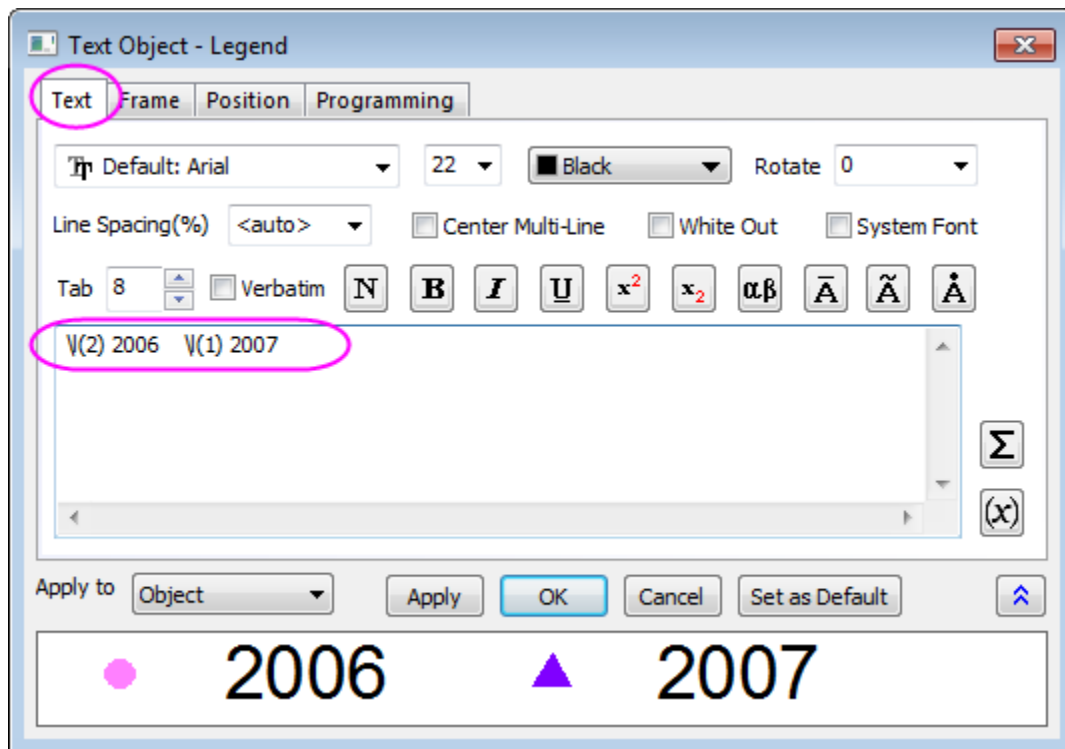 Text Object - Legend
Text Frame Position Programming
Default: Arial 22 Black Rotate 0
Line Spacing(%) <auto> Center Multi-Line White Out System Font
Tab 8 Verbatim N B I U x² x₂ αβ Ā Ã Å
\l(2) 2006 \l(1) 2007
Σ
(x)
Apply to Object Apply OK Cancel Set as Default
2006 2007